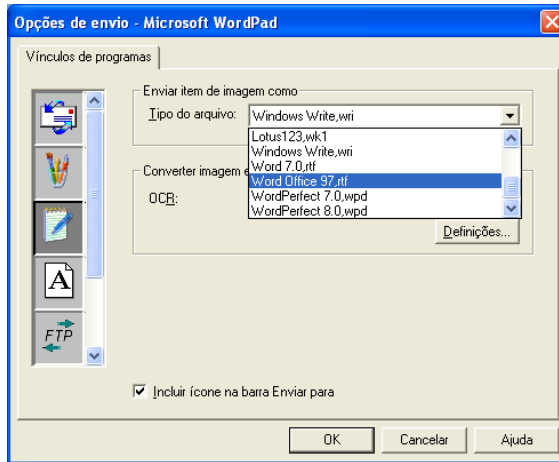 Opções de envio - Microsoft WordPad
Vínculos de programas
Enviar item de imagem como
Tipo do arquivo: Windows Write,wri
Lotus123,wk1
Windows Write,wri
Word 7.0,rtf
Converter imagem e
Word Office 97,rtf
OCR:
WordPerfect 7.0,wpd
WordPerfect 8.0,wpd
Definições...
A
FTP
Incluir ícone na barra Enviar para
OK Cancelar Ajuda